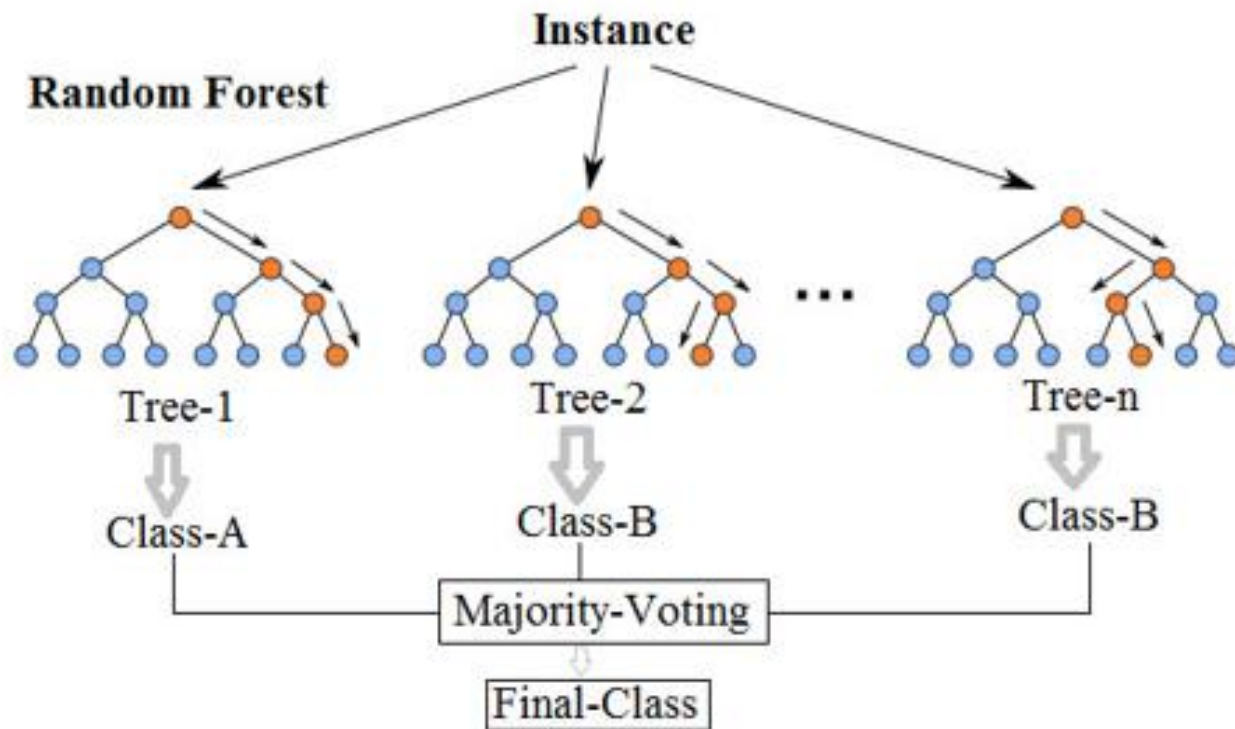 Instance
Random Forest
...
Tree-1
Tree-2
Tree-n
Class-A
Class-B
Class-B
Majority-Voting
Final-Class